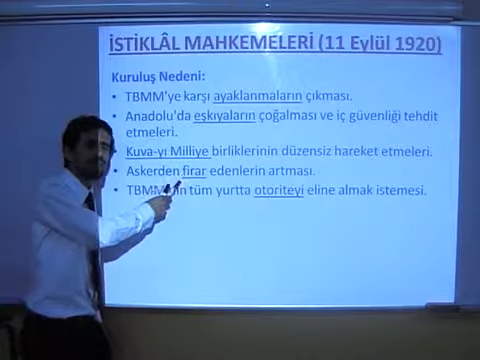 İSTİKLÂL MAHKEMELERİ (11 Eylül 1920)
Kuruluş Nedeni:
• TBMM'ye karşı ayaklanmaların çıkması.
• Anadolu'da eşkıyaların çoğalması ve iç güvenliği tehdit
etmeleri.
• Kuva-yı Milliye birliklerinin düzensiz hareket etmeleri.
• Askerden firar edenlerin artması.
• TBMM'nin tüm yurtta otoriteyi eline almak istemesi.